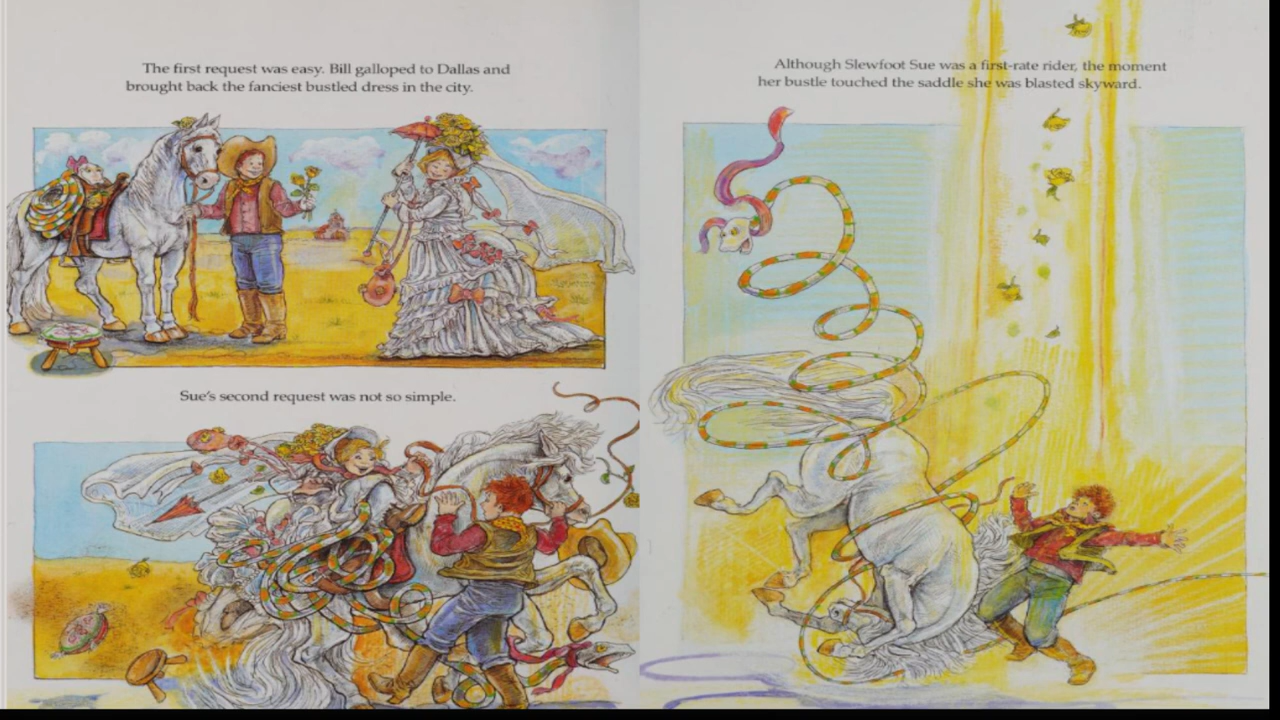 The first request was easy. Bill galloped to Dallas and
brought back the fanciest bustled dress in the city.
Sue's second request was not so simple.
Although Slewfoot Sue was a first-rate rider, the moment
her bustle touched the saddle she was blasted skyward.